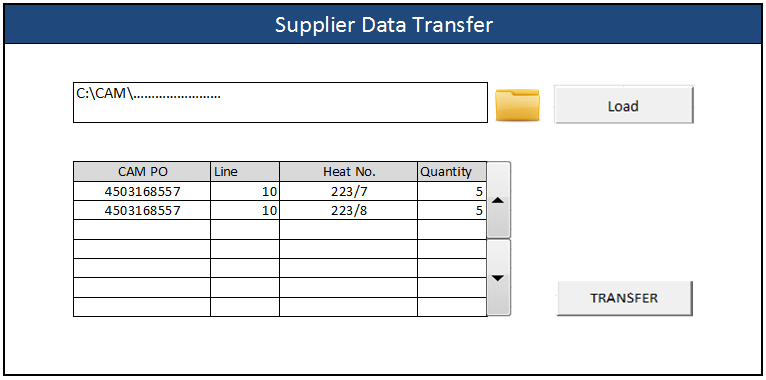 Supplier Data Transfer
C:\CAM\........................
Load
CAM PO Line Heat No. Quantity
4503168557 10 223/7 5
4503168557 10 223/8 5
TRANSFER